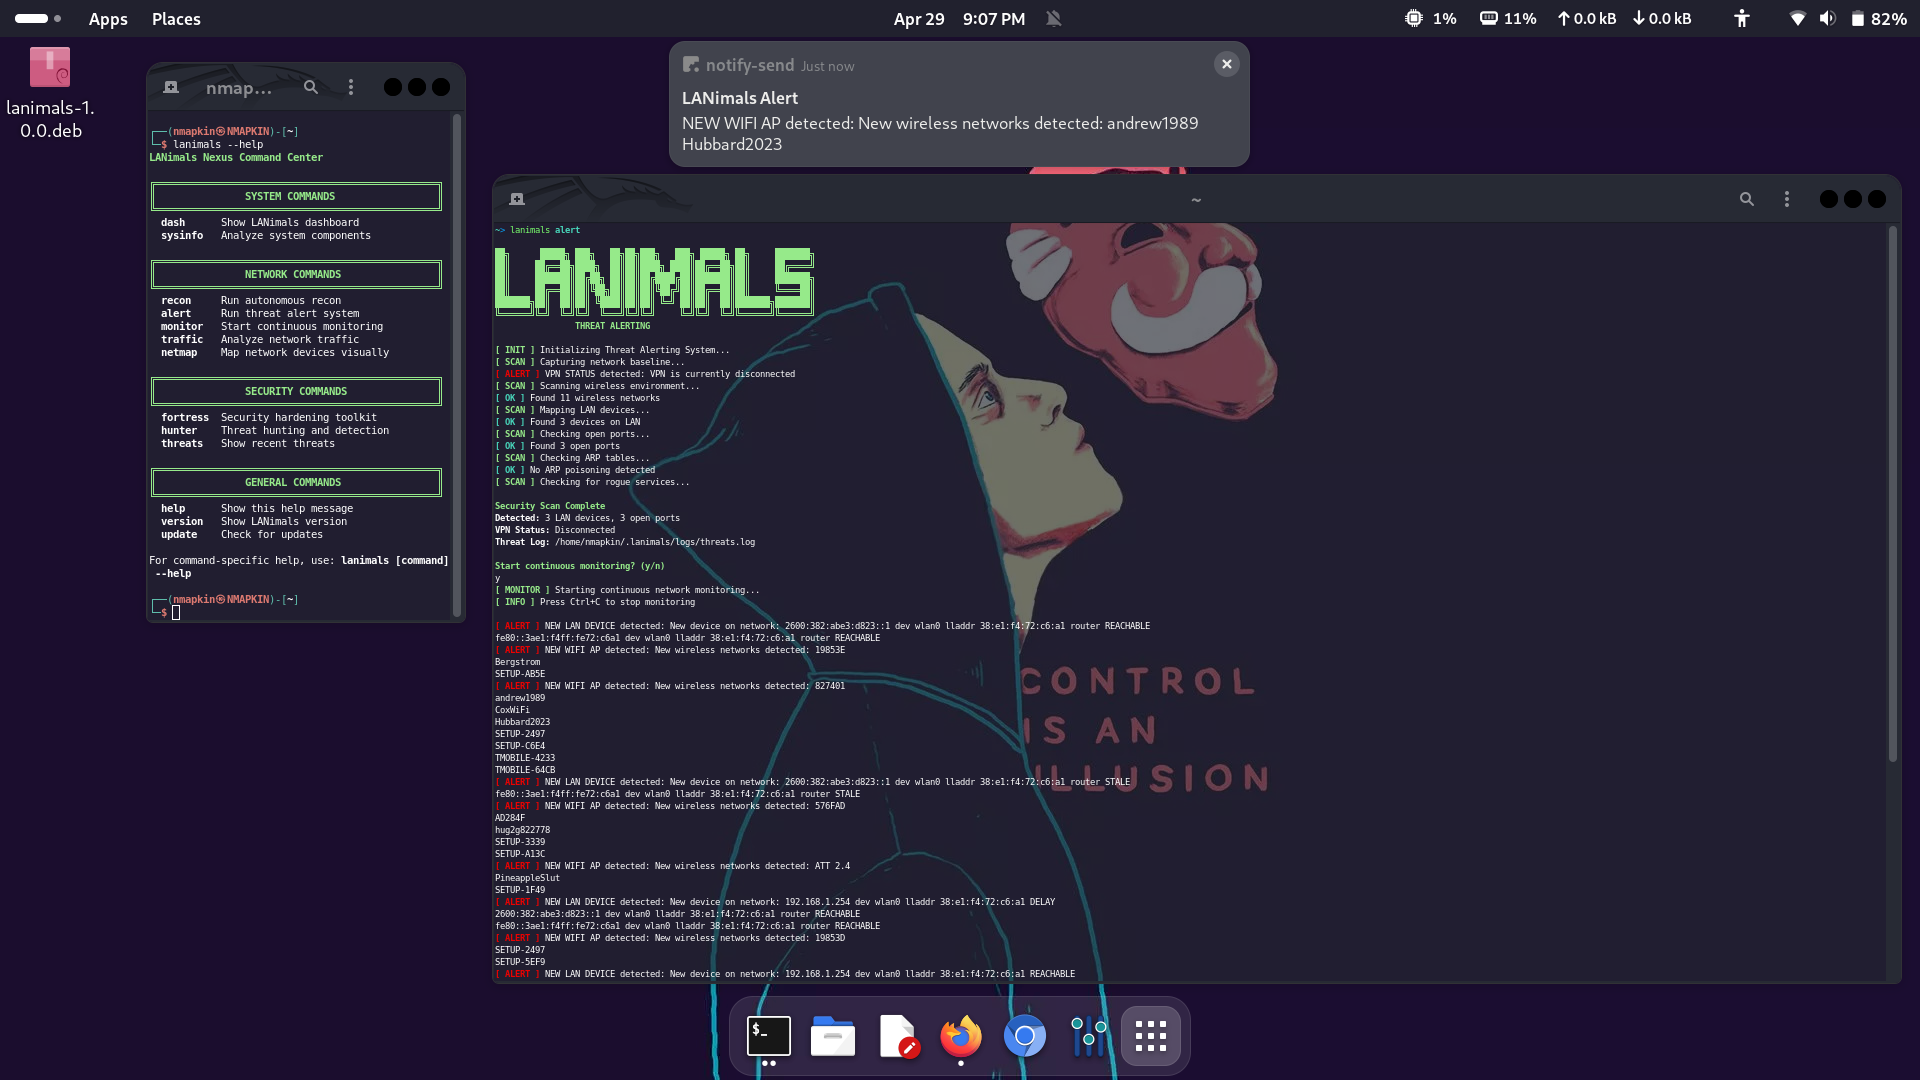 Apps Places
Apr 29 9:07 PM
1% 11% 0.0 kB 0.0 kB 82%
lanimals-1.
0.0.deb
nmap...
┌──(nmapkin㉿NMAPKIN)-[~]
└─$ lanimals --help
LANimals Nexus Command Center
SYSTEM COMMANDS
dash Show LANimals dashboard
sysinfo Analyze system components
NETWORK COMMANDS
recon Run autonomous recon
alert Run threat alert system
monitor Start continuous monitoring
traffic Analyze network traffic
netmap Map network devices visually
SECURITY COMMANDS
fortress Security hardening toolkit
hunter Threat hunting and detection
threats Show recent threats
GENERAL COMMANDS
help Show this help message
version Show LANimals version
update Check for updates
For command-specific help, use: lanimals [command]
--help
┌──(nmapkin㉿NMAPKIN)-[~]
└─$
notify-send Just now
LANimals Alert
NEW WIFI AP detected: New wireless networks detected: andrew1989
Hubbard2023
~
~> lanimals alert
LANIMALS
THREAT ALERTING
[ INIT ] Initializing Threat Alerting System...
[ SCAN ] Capturing network baseline...
[ ALERT ] VPN STATUS detected: VPN is currently disconnected
[ SCAN ] Scanning wireless environment...
[ OK ] Found 11 wireless networks
[ SCAN ] Mapping LAN devices...
[ OK ] Found 3 devices on LAN
[ SCAN ] Checking open ports...
[ OK ] Found 3 open ports
[ SCAN ] Checking ARP tables...
[ OK ] No ARP poisoning detected
[ SCAN ] Checking for rogue services...
Security Scan Complete
Detected: 3 LAN devices, 3 open ports
VPN Status: Disconnected
Threat Log: /home/nmapkin/.lanimals/logs/threats.log
Start continuous monitoring? (y/n)
y
[ MONITOR ] Starting continuous network monitoring...
[ INFO ] Press Ctrl+C to stop monitoring
[ ALERT ] NEW LAN DEVICE detected: New device on network: 2600:382:abe3:d823::1 dev wlan0 lladdr 38:e1:f4:72:c6:a1 router REACHABLE
fe80::3ae1:f4ff:fe72:c6a1 dev wlan0 lladdr 38:e1:f4:72:c6:a1 router REACHABLE
[ ALERT ] NEW WIFI AP detected: New wireless networks detected: 19853E
Bergstrom
SETUP-AB5E
[ ALERT ] NEW WIFI AP detected: New wireless networks detected: 827401
andrew1989
CoxWiFi
Hubbard2023
SETUP-2497
SETUP-C6E4
TMOBILE-4233
TMOBILE-64CB
[ ALERT ] NEW LAN DEVICE detected: New device on network: 2600:382:abe3:d823::1 dev wlan0 lladdr 38:e1:f4:72:c6:a1 router STALE
fe80::3ae1:f4ff:fe72:c6a1 dev wlan0 lladdr 38:e1:f4:72:c6:a1 router STALE
[ ALERT ] NEW WIFI AP detected: New wireless networks detected: 576FAD
AD284F
hug2g822778
SETUP-3339
SETUP-A13C
[ ALERT ] NEW WIFI AP detected: New wireless networks detected: ATT 2.4
PineappleSlut
SETUP-1F49
[ ALERT ] NEW LAN DEVICE detected: New device on network: 192.168.1.254 dev wlan0 lladdr 38:e1:f4:72:c6:a1 DELAY
2600:382:abe3:d823::1 dev wlan0 lladdr 38:e1:f4:72:c6:a1 router REACHABLE
fe80::3ae1:f4ff:fe72:c6a1 dev wlan0 lladdr 38:e1:f4:72:c6:a1 router REACHABLE
[ ALERT ] NEW WIFI AP detected: New wireless networks detected: 19853D
SETUP-2497
SETUP-5EF9
[ ALERT ] NEW LAN DEVICE detected: New device on network: 192.168.1.254 dev wlan0 lladdr 38:e1:f4:72:c6:a1 REACHABLE
CONTROL
IS AN
ILLUSION
$_